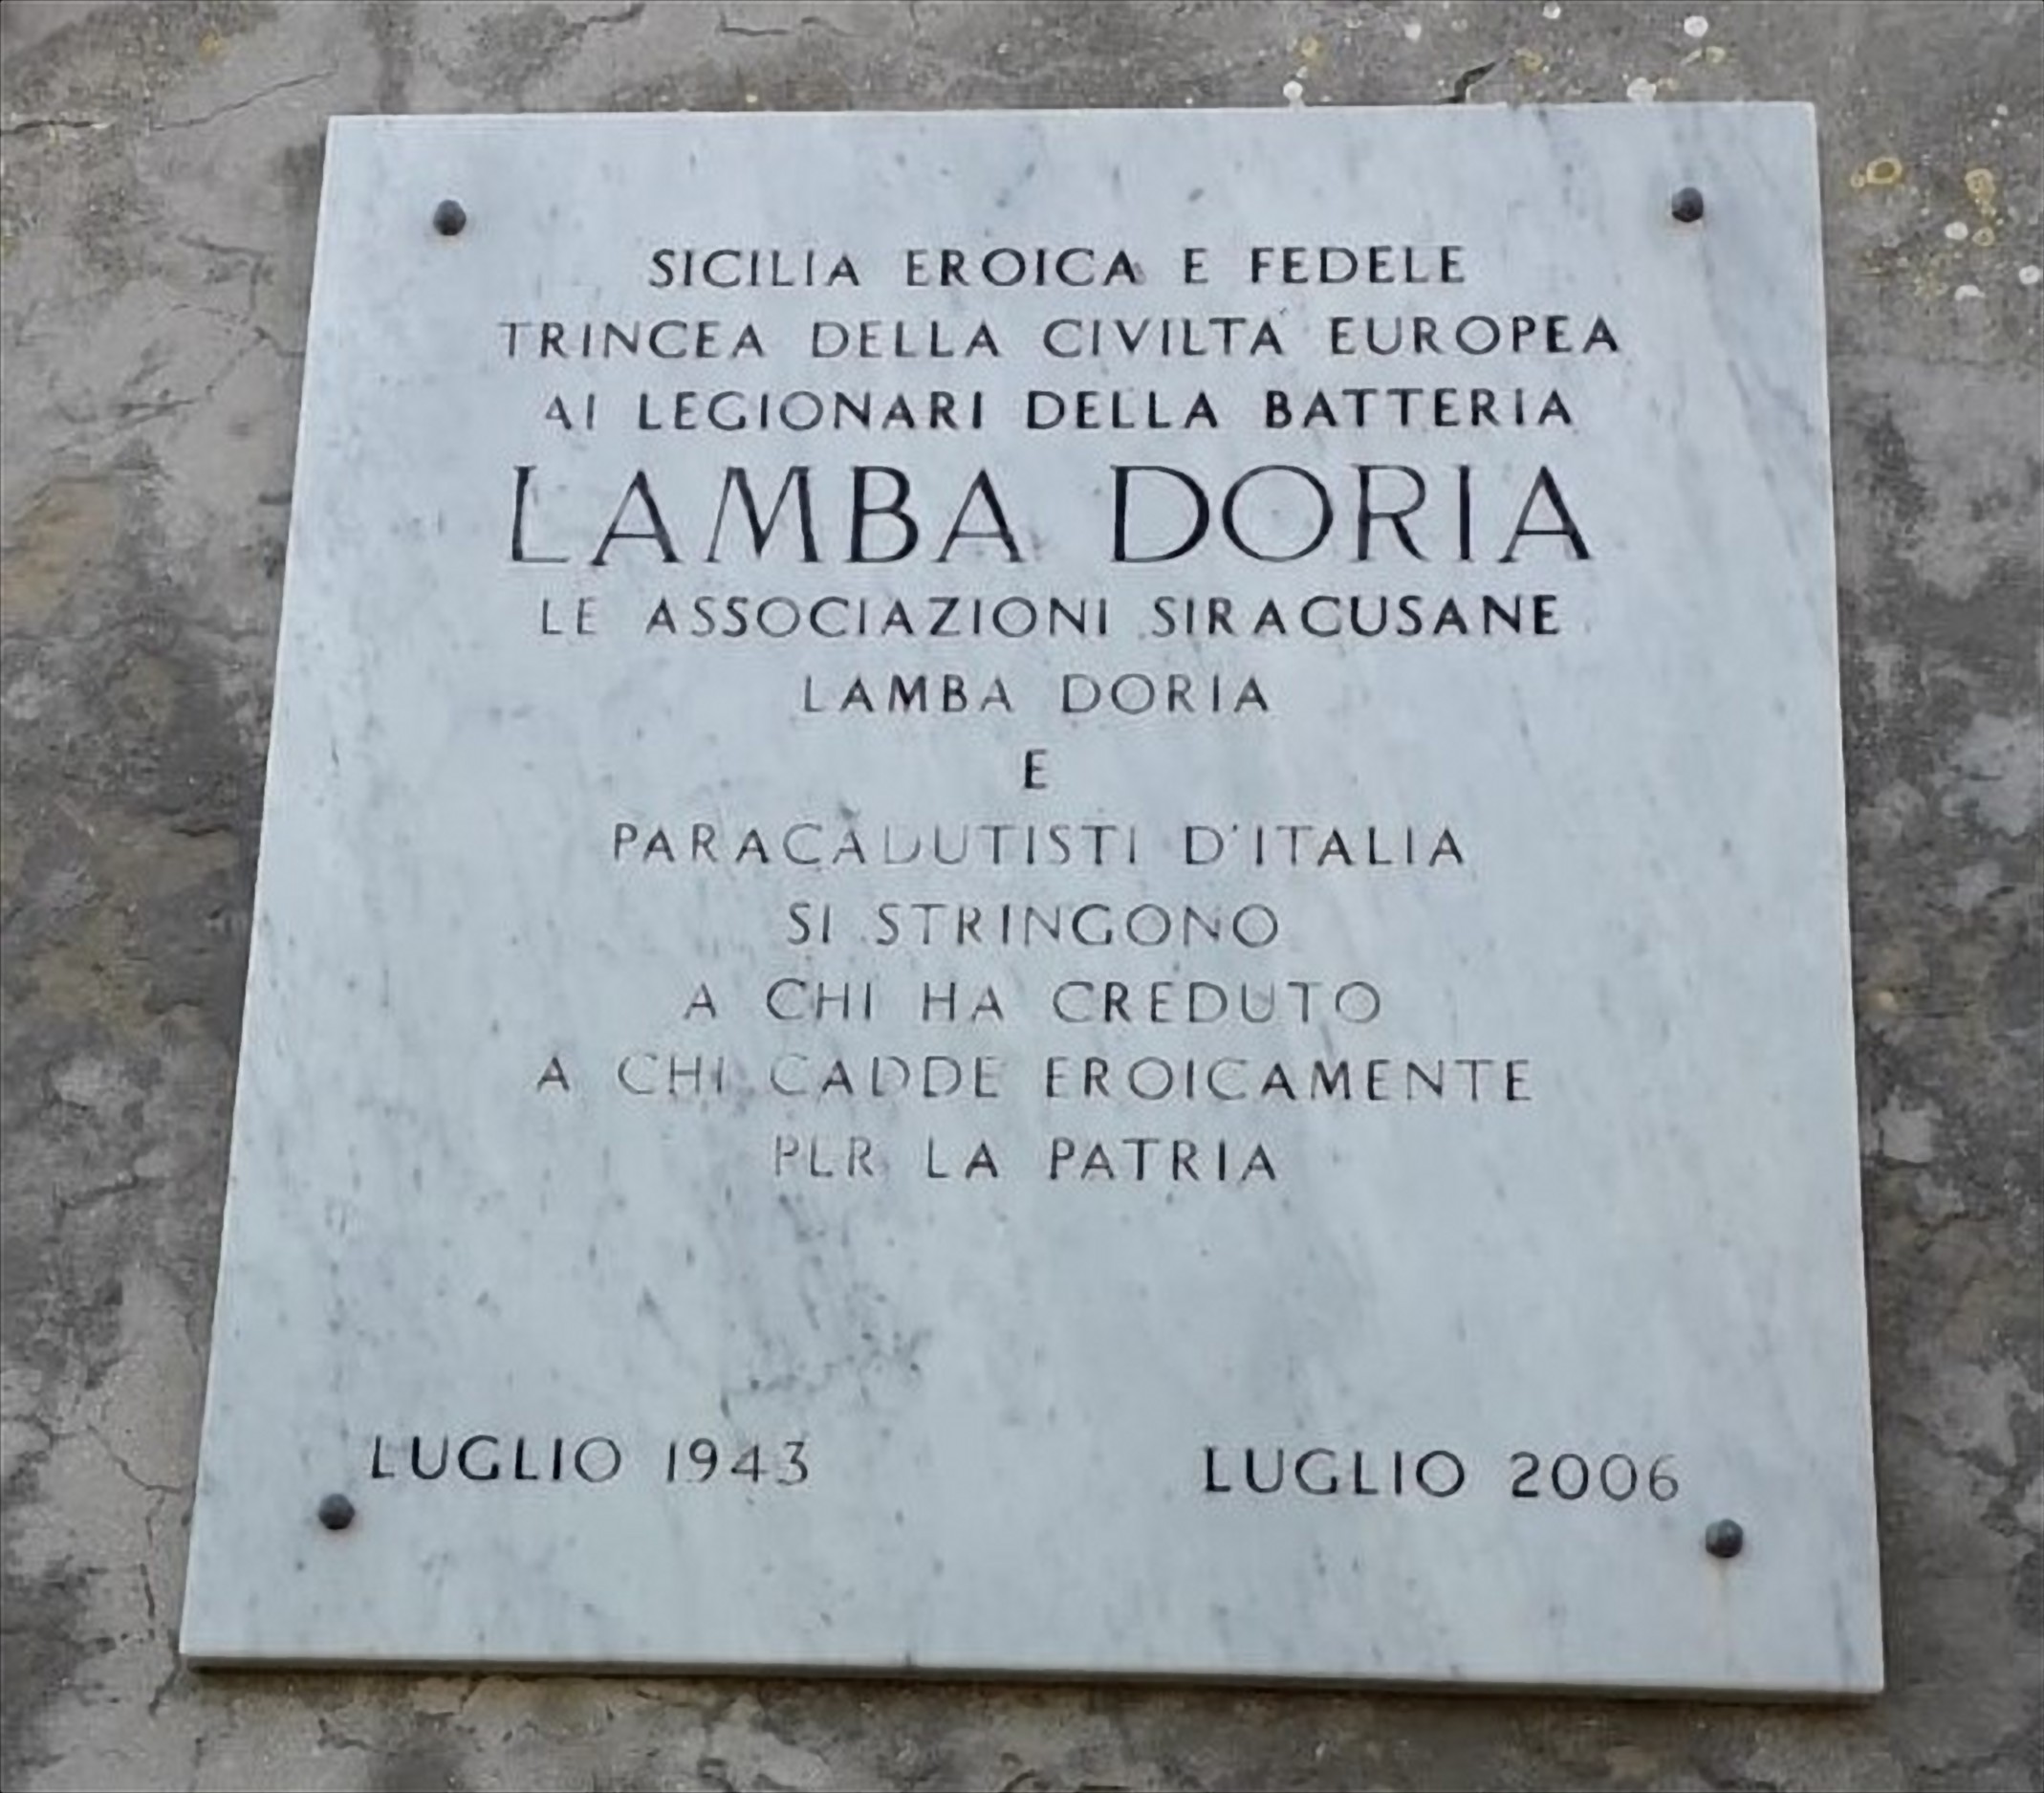 SICILIA EROICA E FEDELE
TRINCEA DELLA CIVILTA' EUROPEA
AI LEGIONARI DELLA BATTERIA
LAMBA DORIA
LE ASSOCIAZIONI SIRACUSANE
LAMBA DORIA
E
PARACADUTISTI D'ITALIA
SI STRINGONO
A CHI HA CREDUTO
A CHI CADDE EROICAMENTE
PER LA PATRIA
LUGLIO 1943 LUGLIO 2006